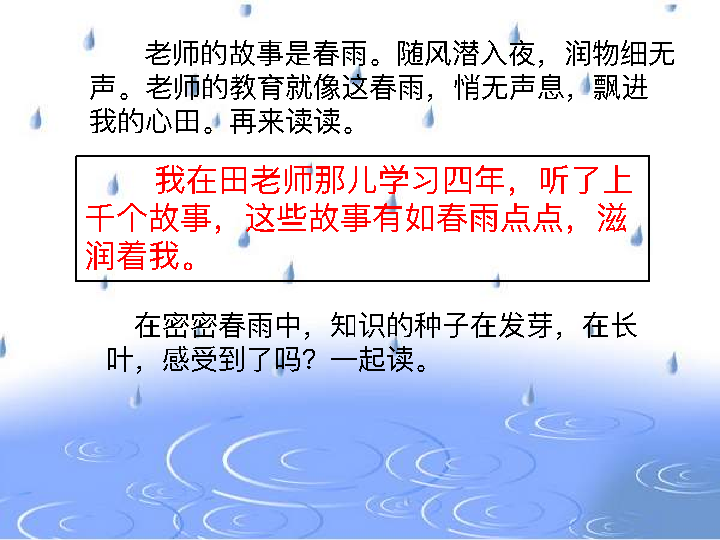 老师的故事是春雨。随风潜入夜，润物细无
声。老师的教育就像这春雨，悄无声息，飘进
我的心田。再来读读。
我在田老师那儿学习四年，听了上
千个故事，这些故事有如春雨点点，滋
润着我。
在密密春雨中，知识的种子在发芽，在长
叶，感受到了吗？一起读。